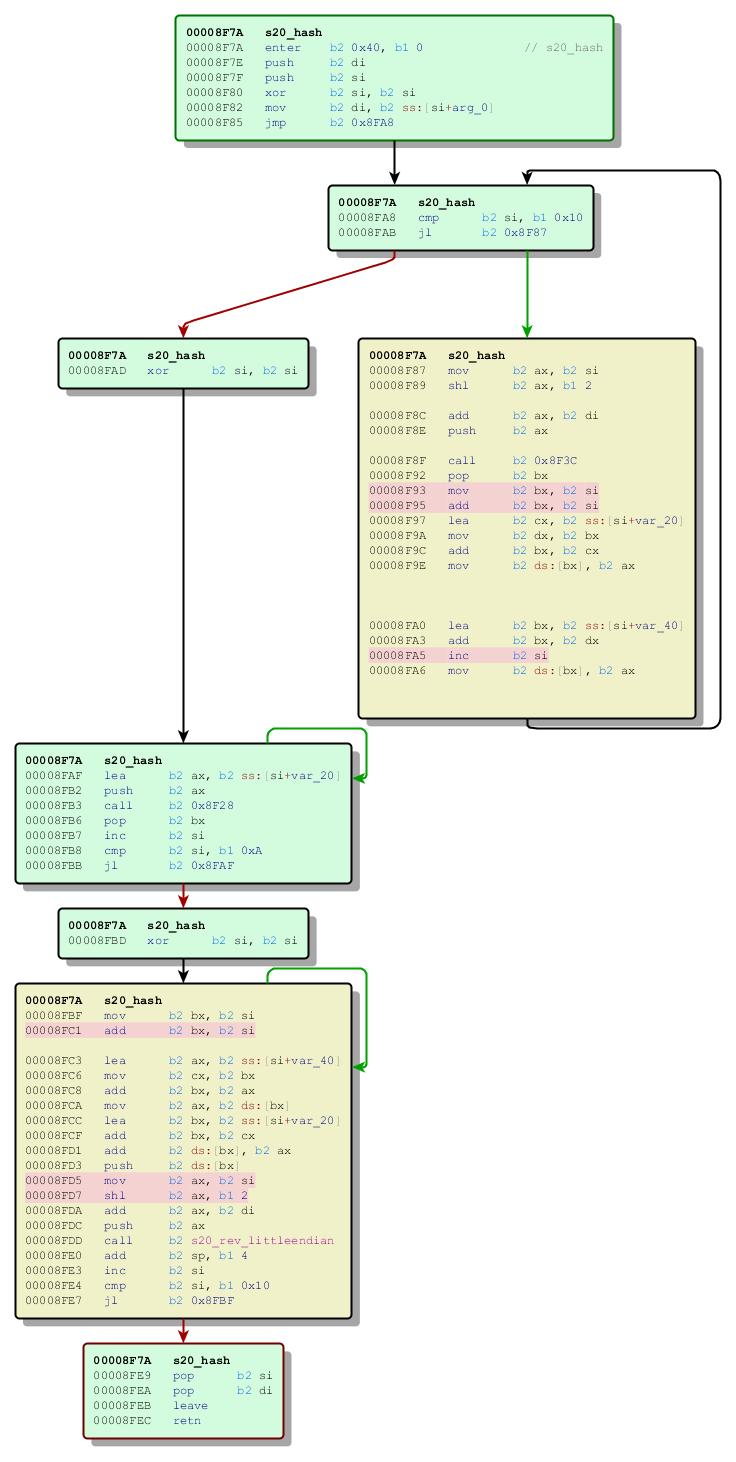 00008F7A s20_hash
00008F7A enter b2 0x40, b1 0 // s20_hash
00008F7E push b2 di
00008F7F push b2 si
00008F80 xor b2 si, b2 si
00008F82 mov b2 di, b2 ss:[si+arg_0]
00008F85 jmp b2 0x8FA8
00008F7A s20_hash
00008FA8 cmp b2 si, b1 0x10
00008FAB jl b2 0x8F87
00008F7A s20_hash
00008FAD xor b2 si, b2 si
00008F7A s20_hash
00008F87 mov b2 ax, b2 si
00008F89 shl b2 ax, b1 2
00008F8C add b2 ax, b2 di
00008F8E push b2 ax
00008F8F call b2 0x8F3C
00008F92 pop b2 bx
00008F93 mov b2 bx, b2 si
00008F95 add b2 bx, b2 si
00008F97 lea b2 cx, b2 ss:[si+var_20]
00008F9A mov b2 dx, b2 bx
00008F9C add b2 bx, b2 cx
00008F9E mov b2 ds:[bx], b2 ax
00008FA0 lea b2 bx, b2 ss:[si+var_40]
00008FA3 add b2 bx, b2 dx
00008FA5 inc b2 si
00008FA6 mov b2 ds:[bx], b2 ax
00008F7A s20_hash
00008FAF lea b2 ax, b2 ss:[si+var_20]
00008FB2 push b2 ax
00008FB3 call b2 0x8F28
00008FB6 pop b2 bx
00008FB7 inc b2 si
00008FB8 cmp b2 si, b1 0xA
00008FBB jl b2 0x8FAF
00008F7A s20_hash
00008FBD xor b2 si, b2 si
00008F7A s20_hash
00008FBF mov b2 bx, b2 si
00008FC1 add b2 bx, b2 si
00008FC3 lea b2 ax, b2 ss:[si+var_40]
00008FC6 mov b2 cx, b2 bx
00008FC8 add b2 bx, b2 ax
00008FCA mov b2 ax, b2 ds:[bx]
00008FCC lea b2 bx, b2 ss:[si+var_20]
00008FCF add b2 bx, b2 cx
00008FD1 add b2 ds:[bx], b2 ax
00008FD3 push b2 ds:[bx]
00008FD5 mov b2 ax, b2 si
00008FD7 shl b2 ax, b1 2
00008FDA add b2 ax, b2 di
00008FDC push b2 ax
00008FDD call b2 s20_rev_littleendian
00008FE0 add b2 sp, b1 4
00008FE3 inc b2 si
00008FE4 cmp b2 si, b1 0x10
00008FE7 jl b2 0x8FBF
00008F7A s20_hash
00008FE9 pop b2 si
00008FEA pop b2 di
00008FEB leave
00008FEC retn